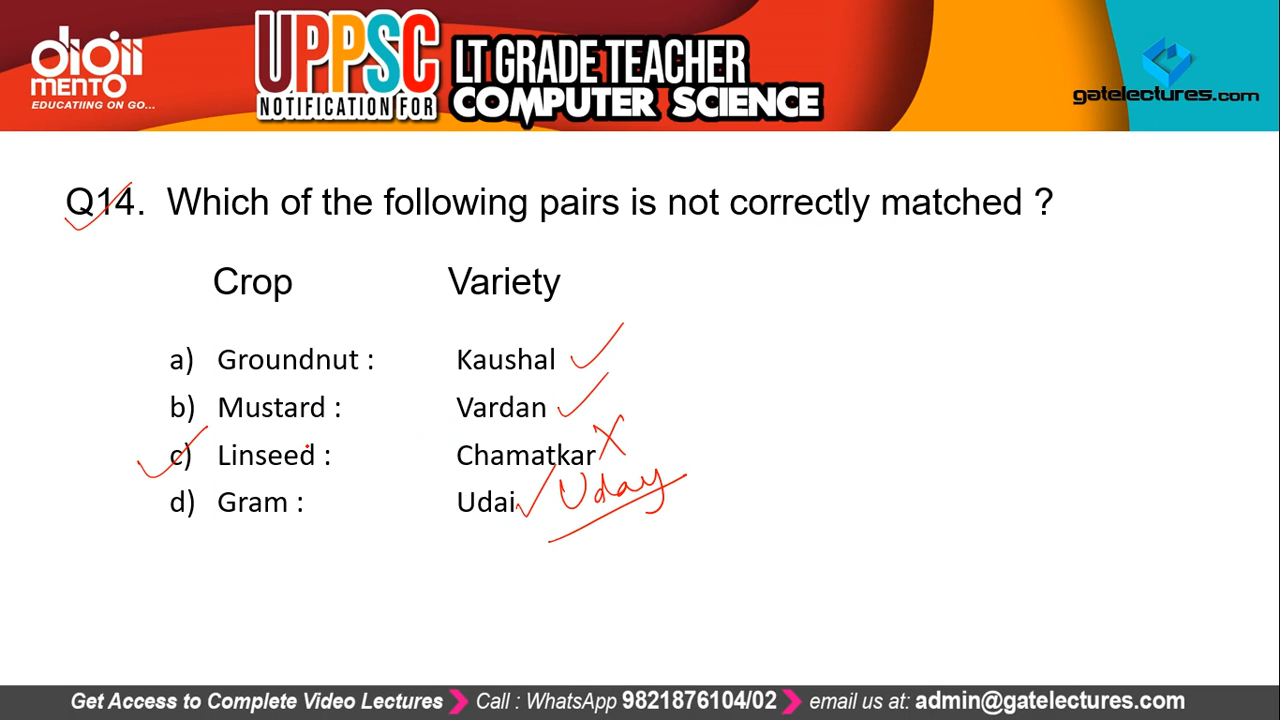 digii
mento
EDUCATIING ON GO...
UPPSC
NOTIFICATION FOR
LT GRADE TEACHER
COMPUTER SCIENCE
gatelectures.com
Q14. Which of the following pairs is not correctly matched ?
Crop Variety
a) Groundnut : Kaushal
b) Mustard : Vardan
c) Linseed : Chamatkar
d) Gram : Udai Uday
Get Access to Complete Video Lectures Call : WhatsApp 9821876104/02 email us at: admin@gatelectures.com